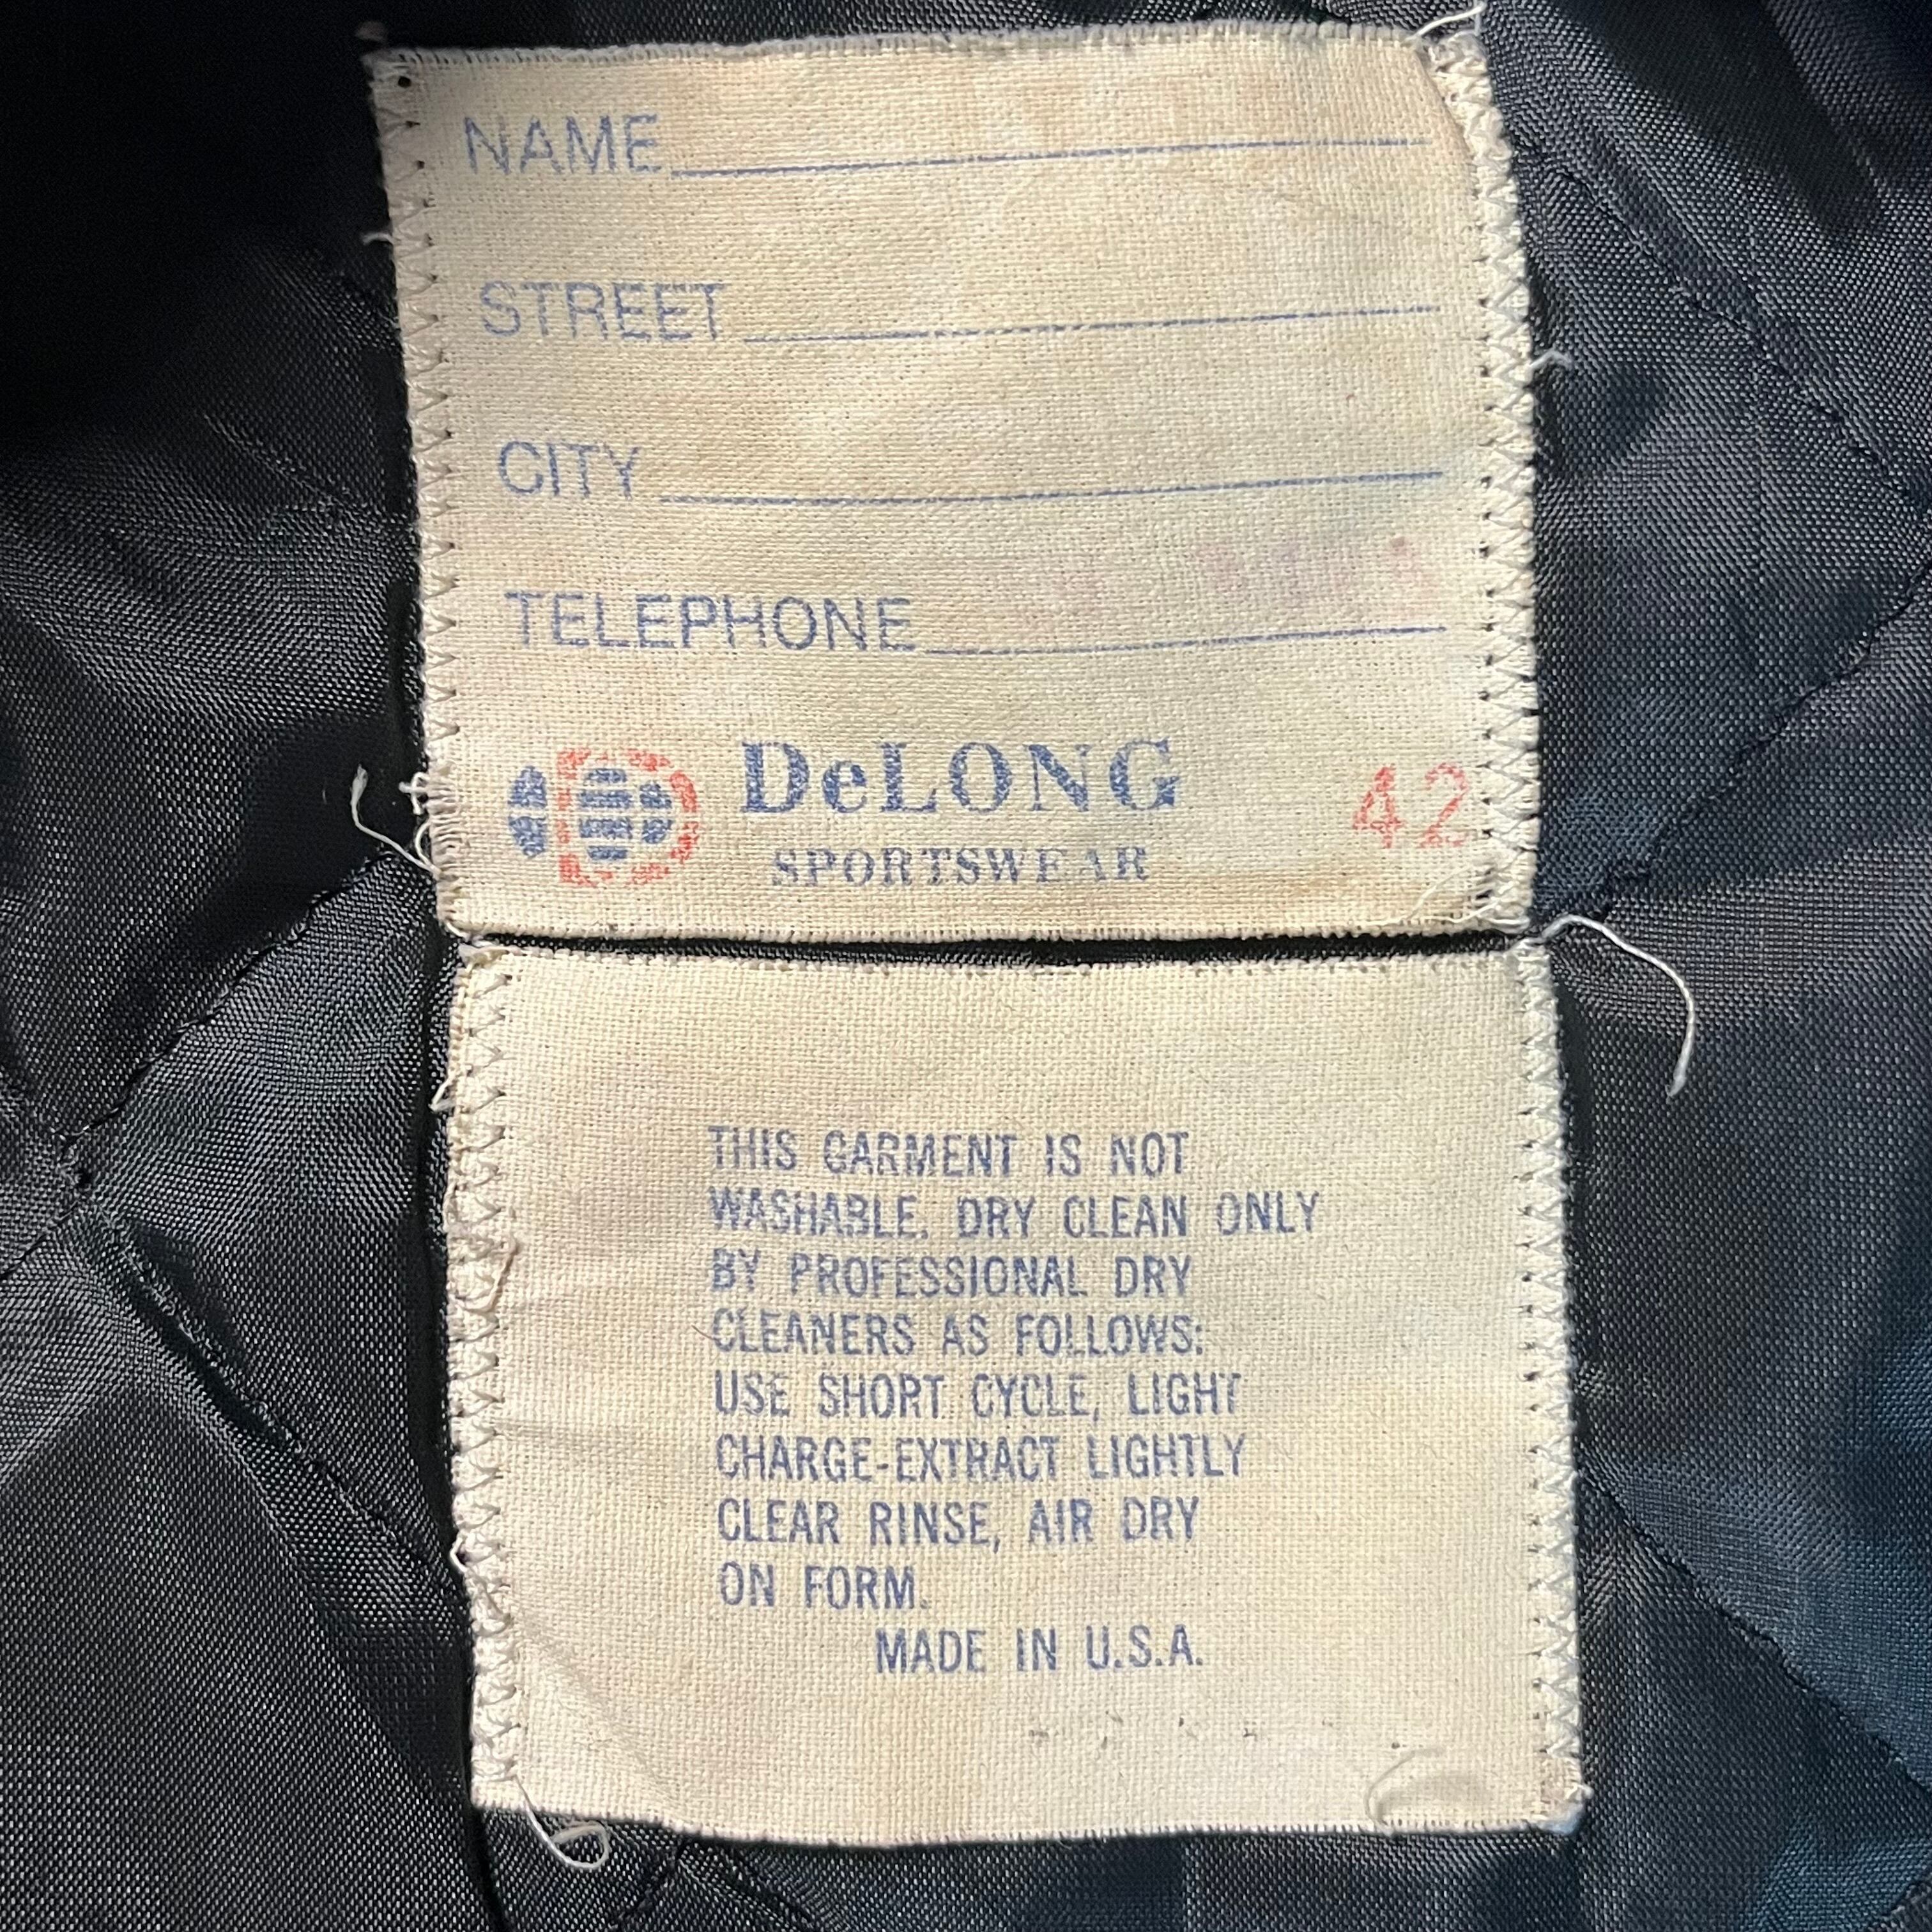 NAME
STREET
CITY
TELEPHONE
DeLONG 42
SPORTSWEAR
THIS GARMENT IS NOT
WASHABLE. DRY CLEAN ONLY
BY PROFESSIONAL DRY
CLEANERS AS FOLLOWS:
USE SHORT CYCLE, LIGHT
CHARGE-EXTRACT LIGHTLY
CLEAR RINSE, AIR DRY
ON FORM.
MADE IN U.S.A.